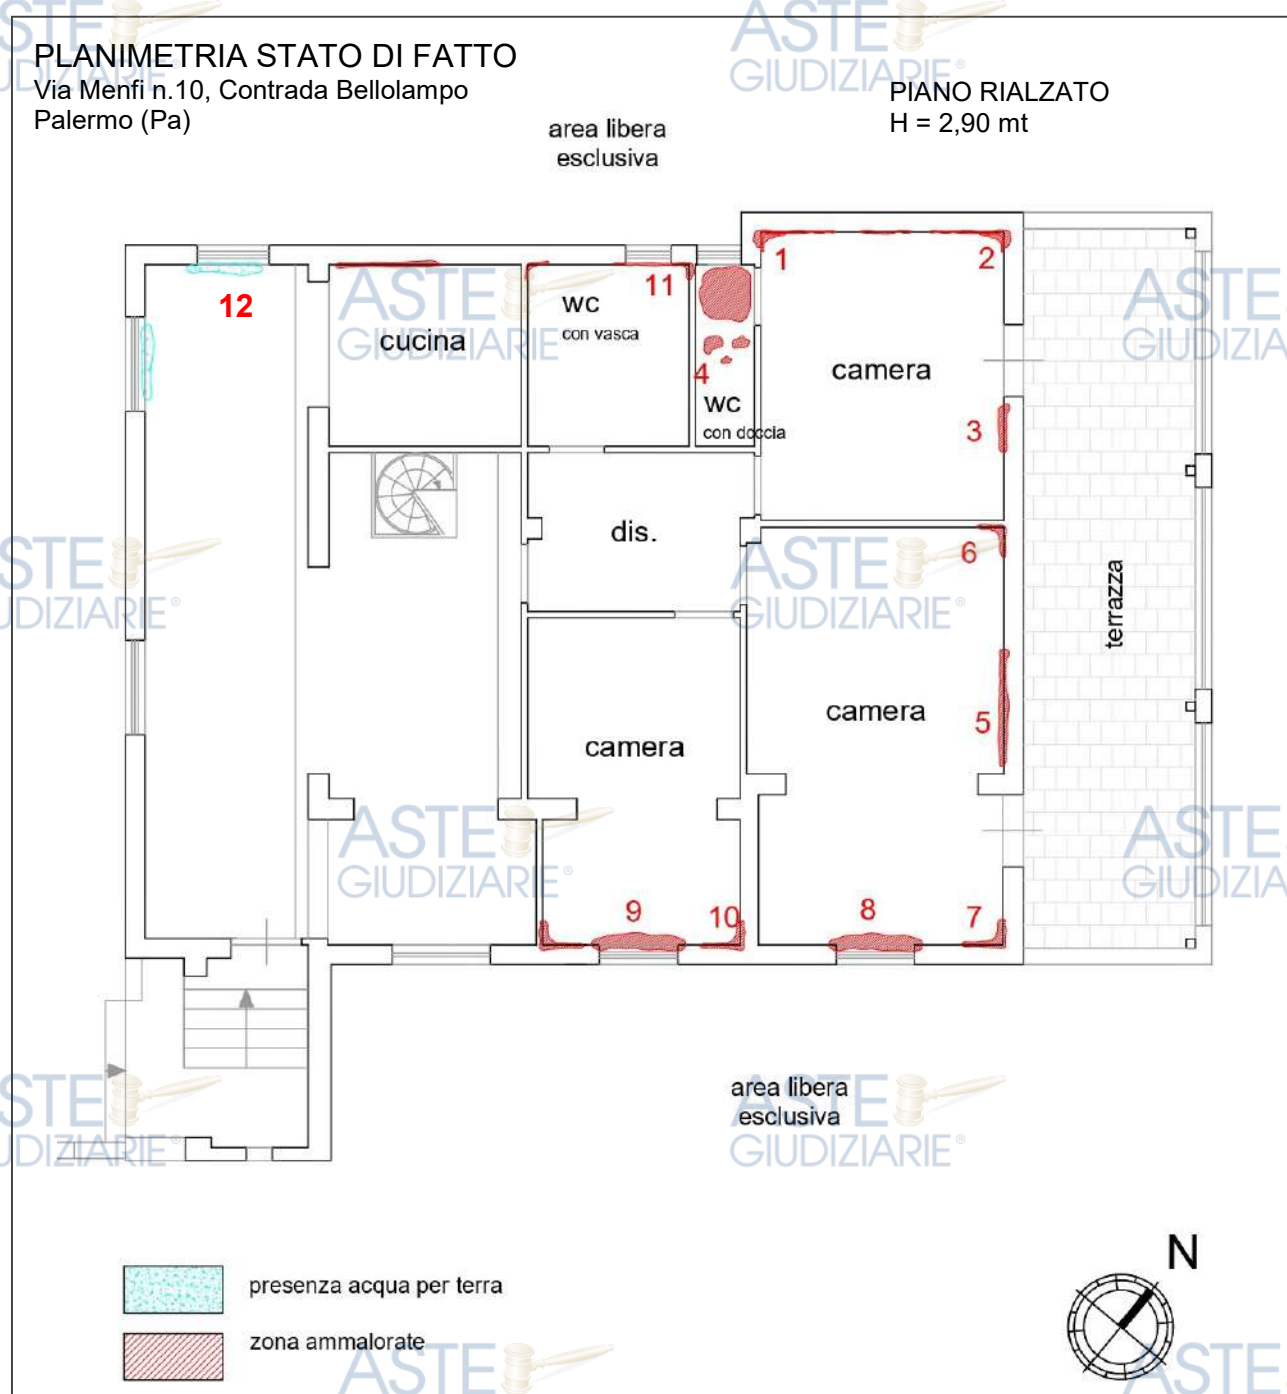 PLANIMETRIA STATO DI FATTO
Via Menfi n.10, Contrada Bellolampo
Palermo (Pa)
PIANO RIALZATO
H = 2,90 mt
area libera
esclusiva
1
2
11
12
wc
con vasca
cucina
camera
4
wc
con doccia
3
dis.
6
terrazza
camera
5
camera
9
10
8
7
area libera
esclusiva
N
presenza acqua per terra
zona ammalorate
ASTE
GIUDIZIARIE®